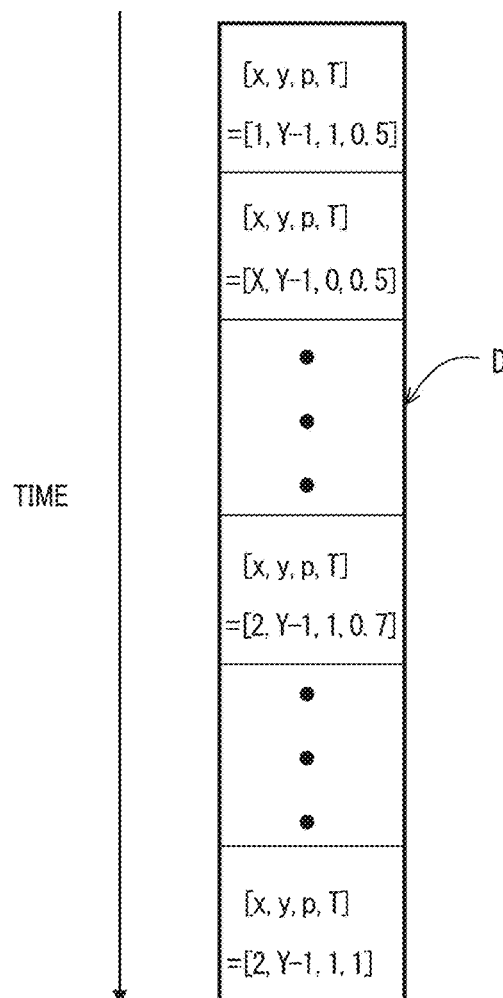 [x, y, p, T]
=[1, Y-1, 1, 0.5]
[x, y, p, T]
=[X, Y-1, 0, 0.5]
D
TIME
[x, y, p, T]
=[2, Y-1, 1, 0.7]
[x, y, p, T]
=[2, Y-1, 1, 1]